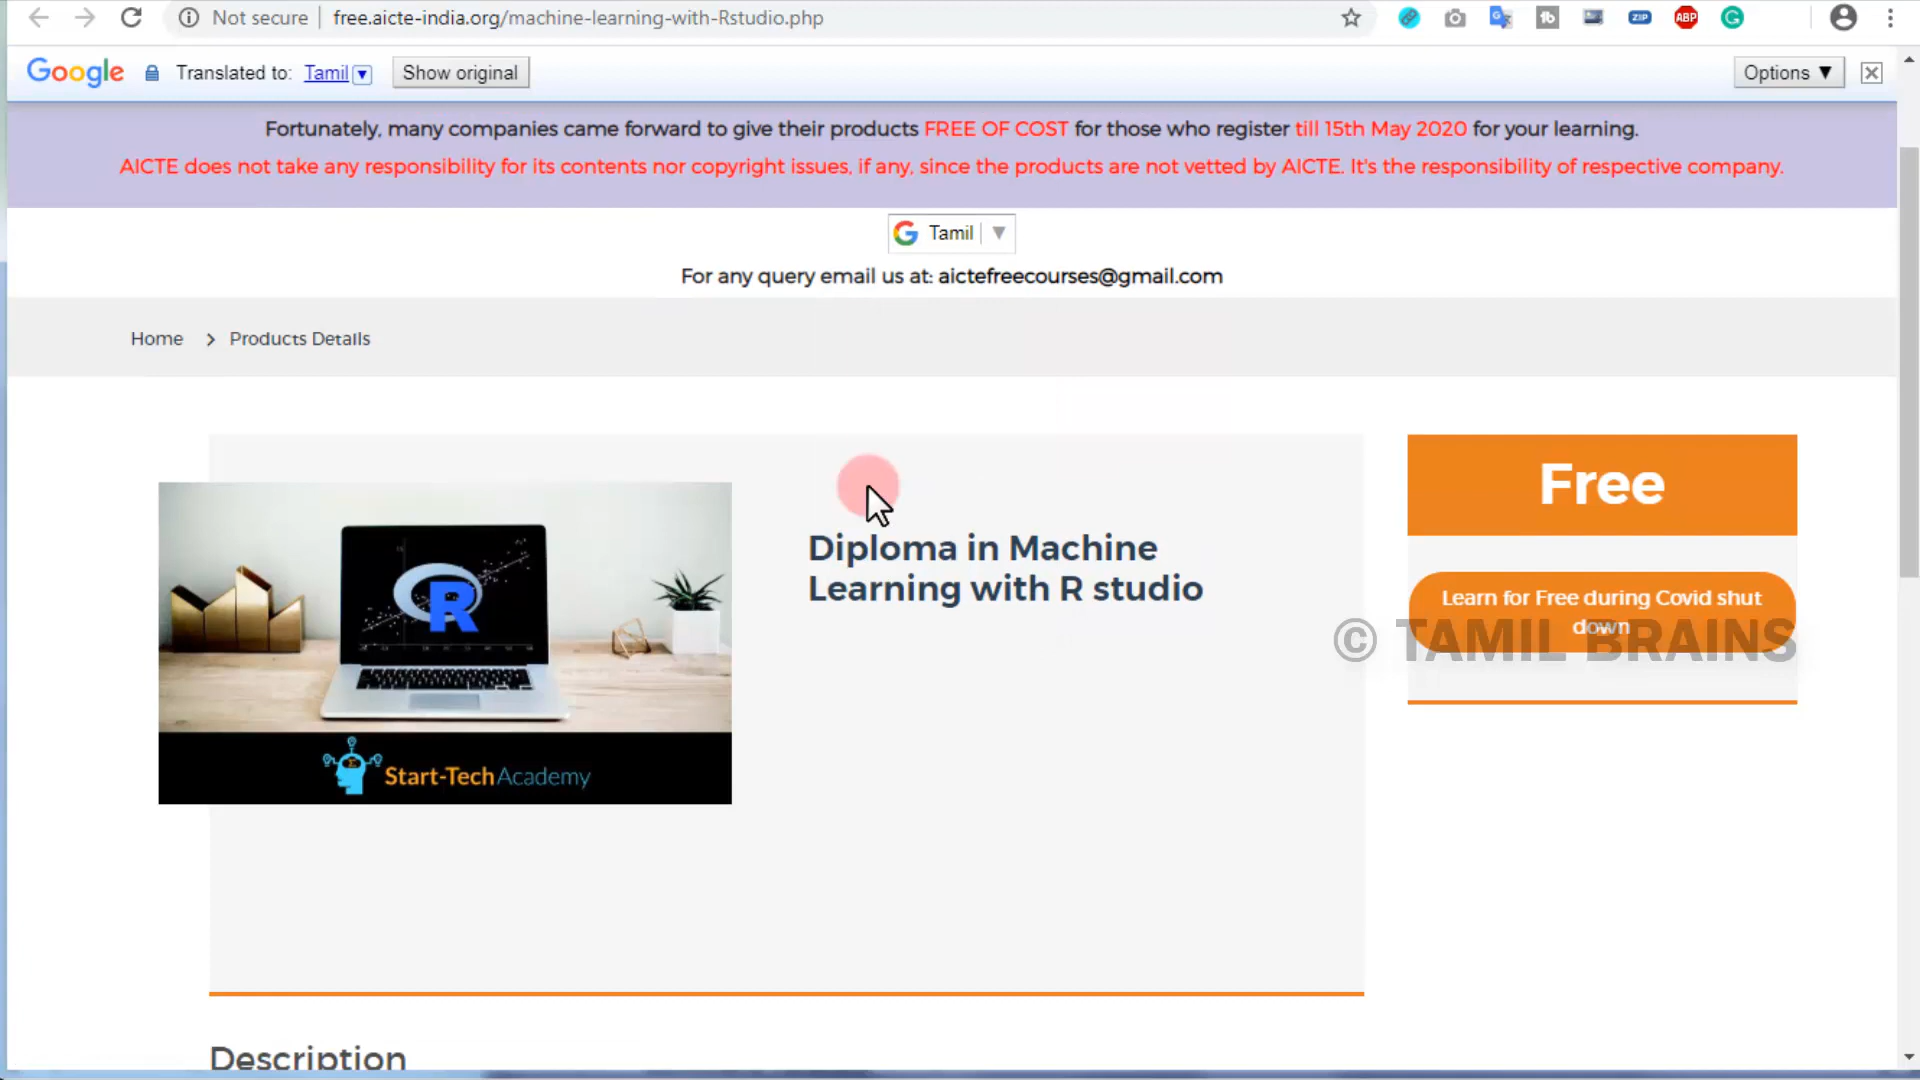 Not secure | free.aicte-india.org/machine-learning-with-Rstudio.php
Google Translated to: Tamil Show original Options ▼
Fortunately, many companies came forward to give their products FREE OF COST for those who register till 15th May 2020 for your learning.
AICTE does not take any responsibility for its contents nor copyright issues, if any, since the products are not vetted by AICTE. It's the responsibility of respective company.
G Tamil ▼
For any query email us at: aictefreecourses@gmail.com
Home > Products Details
Free
Diploma in Machine
Learning with R studio
Learn for Free during Covid shut
down
© TAMIL BRAINS
R
Start-Tech Academy
Description
ZIP
ABP